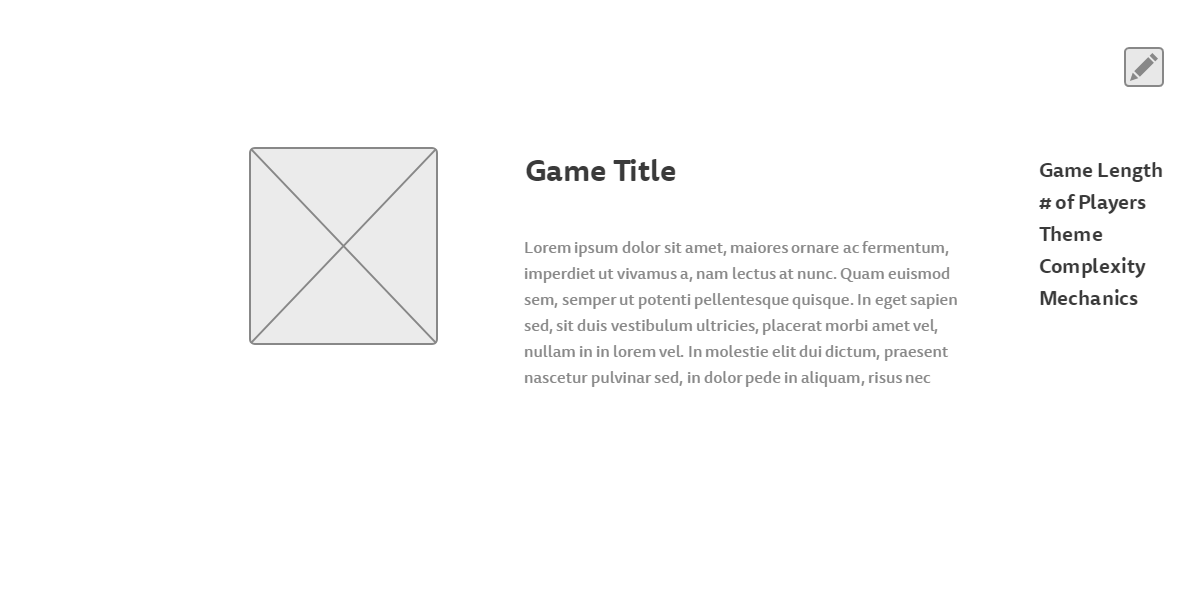 Game Title
Lorem ipsum dolor sit amet, maiores ornare ac fermentum,
imperdiet ut vivamus a, nam lectus at nunc. Quam euismod
sem, semper ut potenti pellentesque quisque. In eget sapien
sed, sit duis vestibulum ultricies, placerat morbi amet vel,
nullam in in lorem vel. In molestie elit dui dictum, praesent
nascetur pulvinar sed, in dolor pede in aliquam, risus nec
Game Length
# of Players
Theme
Complexity
Mechanics